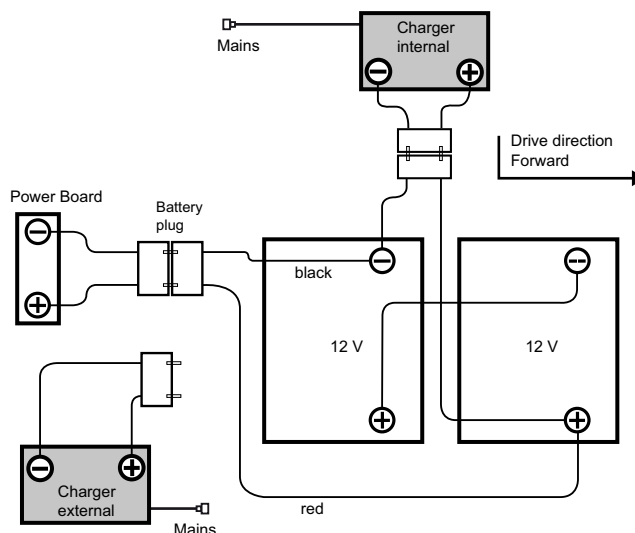 Charger
internal
Mains
Drive direction
Forward
Power Board
Battery
plug
black
12 V
12 V
Charger
external
red
Mains